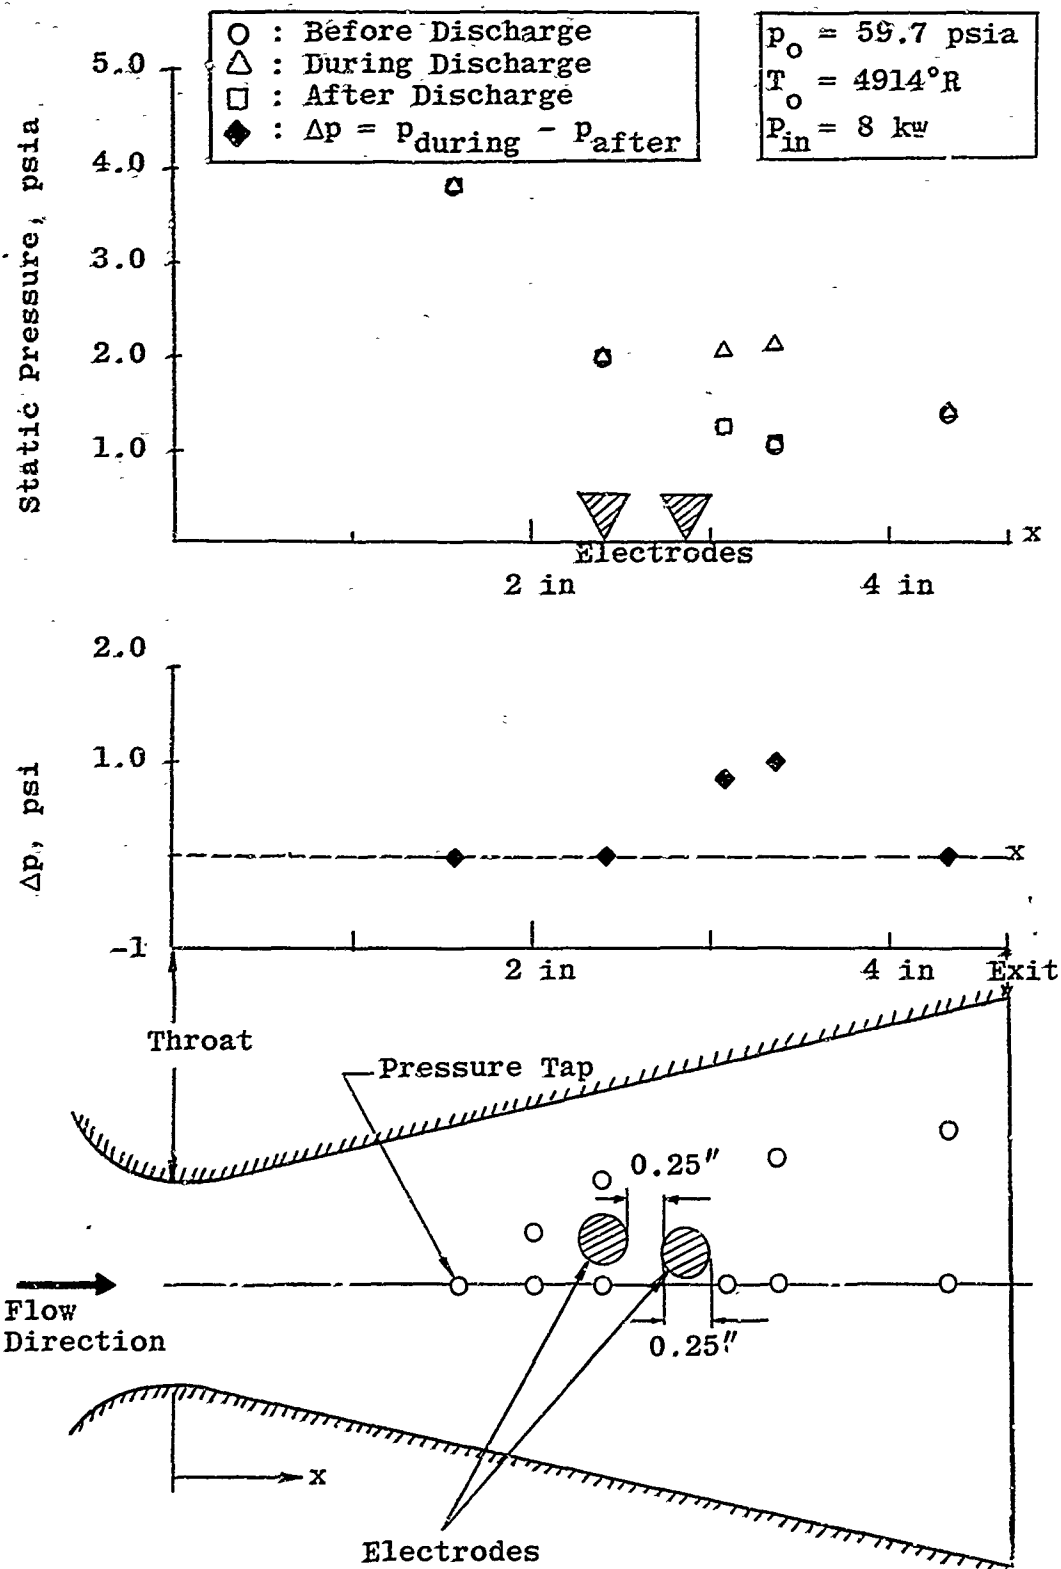 ○ : Before Discharge
△ : During Discharge
□ : After Discharge
◆ : Δp = p_during - p_after
p_o = 59.7 psia
T_o = 4914°R
P_in = 8 kw
Static Pressure, psia
5.0
4.0
3.0
2.0
1.0
Electrodes
x
2 in
4 in
Δp, psi
2.0
1.0
x
-1
2 in
4 in
Exit
Throat
Pressure Tap
0.25"
Flow
Direction
0.25"
x
Electrodes